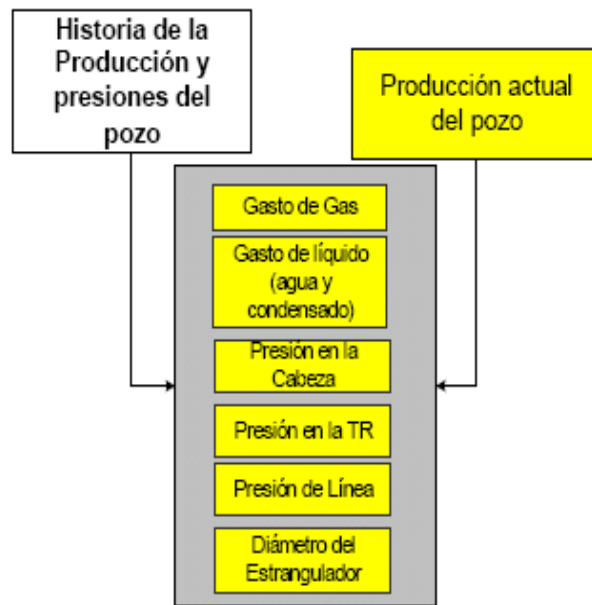 Historia de la
Producción y
presiones del
pozo
Producción actual
del pozo
Gasto de Gas
Gasto de líquido
(agua y
condensado)
Presión en la
Cabeza
Presión en la TR
Presión de Línea
Diámetro del
Estrangulador